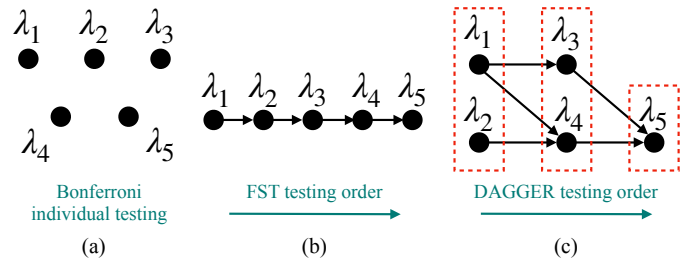 λ1 λ2 λ3
λ4 λ5
Bonferroni
individual testing
(a)
λ1 λ2 λ3 λ4 λ5
FST testing order
(b)
λ1 λ3
λ2 λ4 λ5
DAGGER testing order
(c)